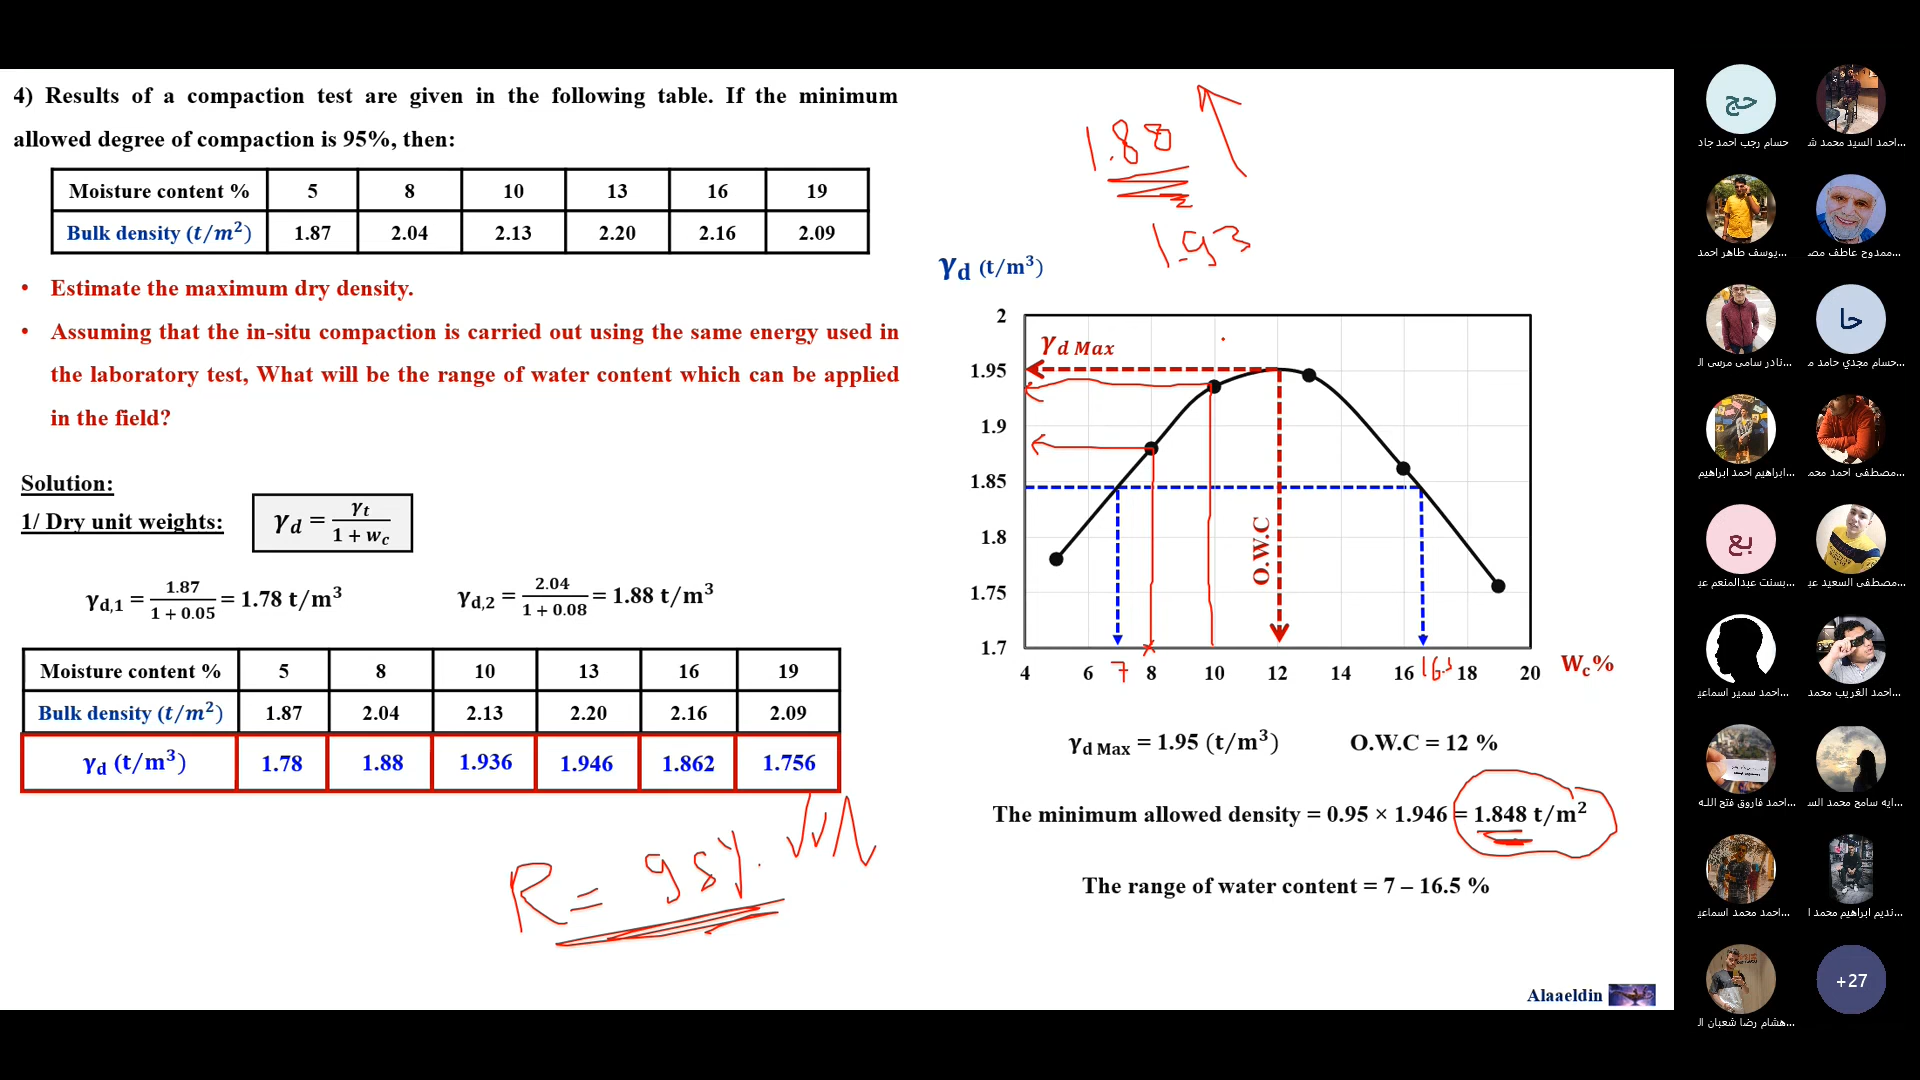 4) Results of a compaction test are given in the following table. If the minimum
allowed degree of compaction is 95%, then:
Moisture content % 5 8 10 13 16 19
Bulk density (t/m²) 1.87 2.04 2.13 2.20 2.16 2.09
• Estimate the maximum dry density.
• Assuming that the in-situ compaction is carried out using the same energy used in
the laboratory test, What will be the range of water content which can be applied
in the field?
Solution:
1/ Dry unit weights: γd = γt / 1 + wc
γd,1 = 1.87 / 1 + 0.05 = 1.78 t/m³ γd,2 = 2.04 / 1 + 0.08 = 1.88 t/m³
Moisture content % 5 8 10 13 16 19
Bulk density (t/m²) 1.87 2.04 2.13 2.20 2.16 2.09
γd (t/m³) 1.78 1.88 1.936 1.946 1.862 1.756
R = 95%
1.88
1.93
γd (t/m³)
2
γd Max
1.95
1.9
1.85
1.8
1.75
1.7
O.W.C
4 6 7 8 10 12 14 16 16.5 18 20 Wc%
γd Max = 1.95 (t/m³) O.W.C = 12 %
The minimum allowed density = 0.95 × 1.946 = 1.848 t/m²
The range of water content = 7 – 16.5 %
Alaaeldin
حج
حسام رجب احمد جاد
احمد السيد محمد ش...
يوسف طاهر احمد...
ممدوح عاطف مص...
نادر سامى مرسى ال...
حا
حسام مجدي حامد م...
ابراهيم احمد ابراهيم...
مصطفى احمد محم...
بع
بسنت عبدالمنعم عي...
مصطفى السعيد عي...
احمد سمير اسماعي...
احمد الغريب محمد...
احمد فاروق فتح اللـه...
ايه سامح محمد الس...
احمد محمد اسماعي...
نديم ابراهيم محمد ا...
هشام رضا شعبان ال...
+27